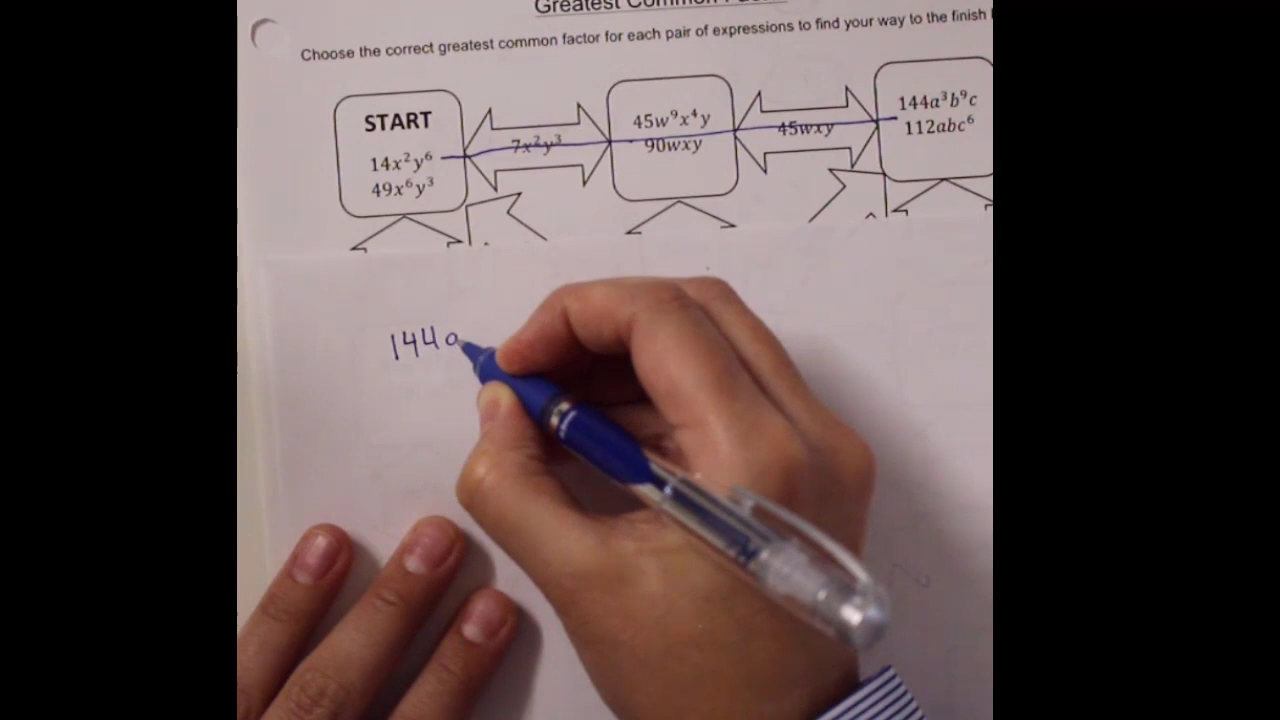 Greatest Common
Choose the correct greatest common factor for each pair of expressions to find your way to the finish
START
14x²y⁶
49x⁶y³
7x²y³
45w⁹x⁴y
90wxy
45wxy
144a³b⁹c
112abc⁶
144a